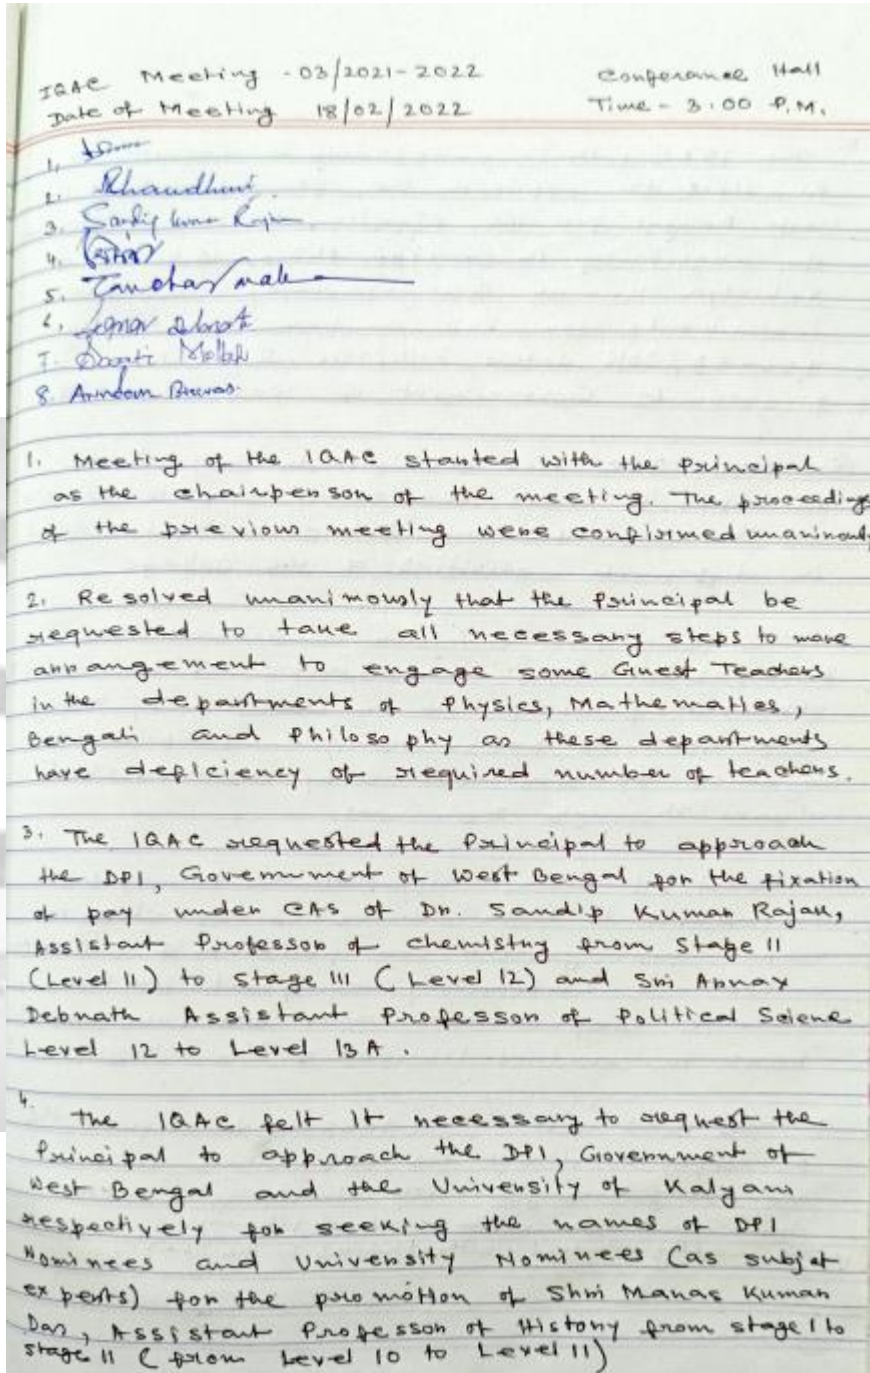 IQAC Meeting - 03/2021-2022
Conferance Hall
Date of Meeting 18/02/2022
Time - 3:00 P.M.
1.
2. Rhaudhuri
3. Sandip Kumar Rajak
4.
5.
6.
7. Mollah
8. Arindam Biswas.
1. Meeting of the IQAC started with the Principal
as the chairperson of the meeting. The proceeding
of the previous meeting were confirmed unanimously
2. Resolved unanimously that the Principal be
requested to take all necessary steps to make
arrangement to engage some Guest Teachers
in the departments of Physics, Mathematics,
Bengali and Philosophy as these departments
have deficiency of required number of teachers.
3. The IQAC requested the Principal to approach
the DPI, Government of West Bengal for the fixation
of pay under CAS of Dr. Sandip Kumar Rajak,
Assistant Professor of chemistry from Stage II
(Level 11) to Stage III (Level 12) and Sri
Debnath Assistant Professor of Political Sciene
Level 12 to Level 13A.
4.
The IQAC felt it necessary to request the
Principal to approach the DPI, Government of
West Bengal and the University of Kalyani
respectively for seeking the names of DPI
Nominees and University Nominees (as subjet
experts) for the promotion of Shri Manas Kumar
Das, Assistant Professor of History from stage I to
stage II (from Level 10 to Level 11)